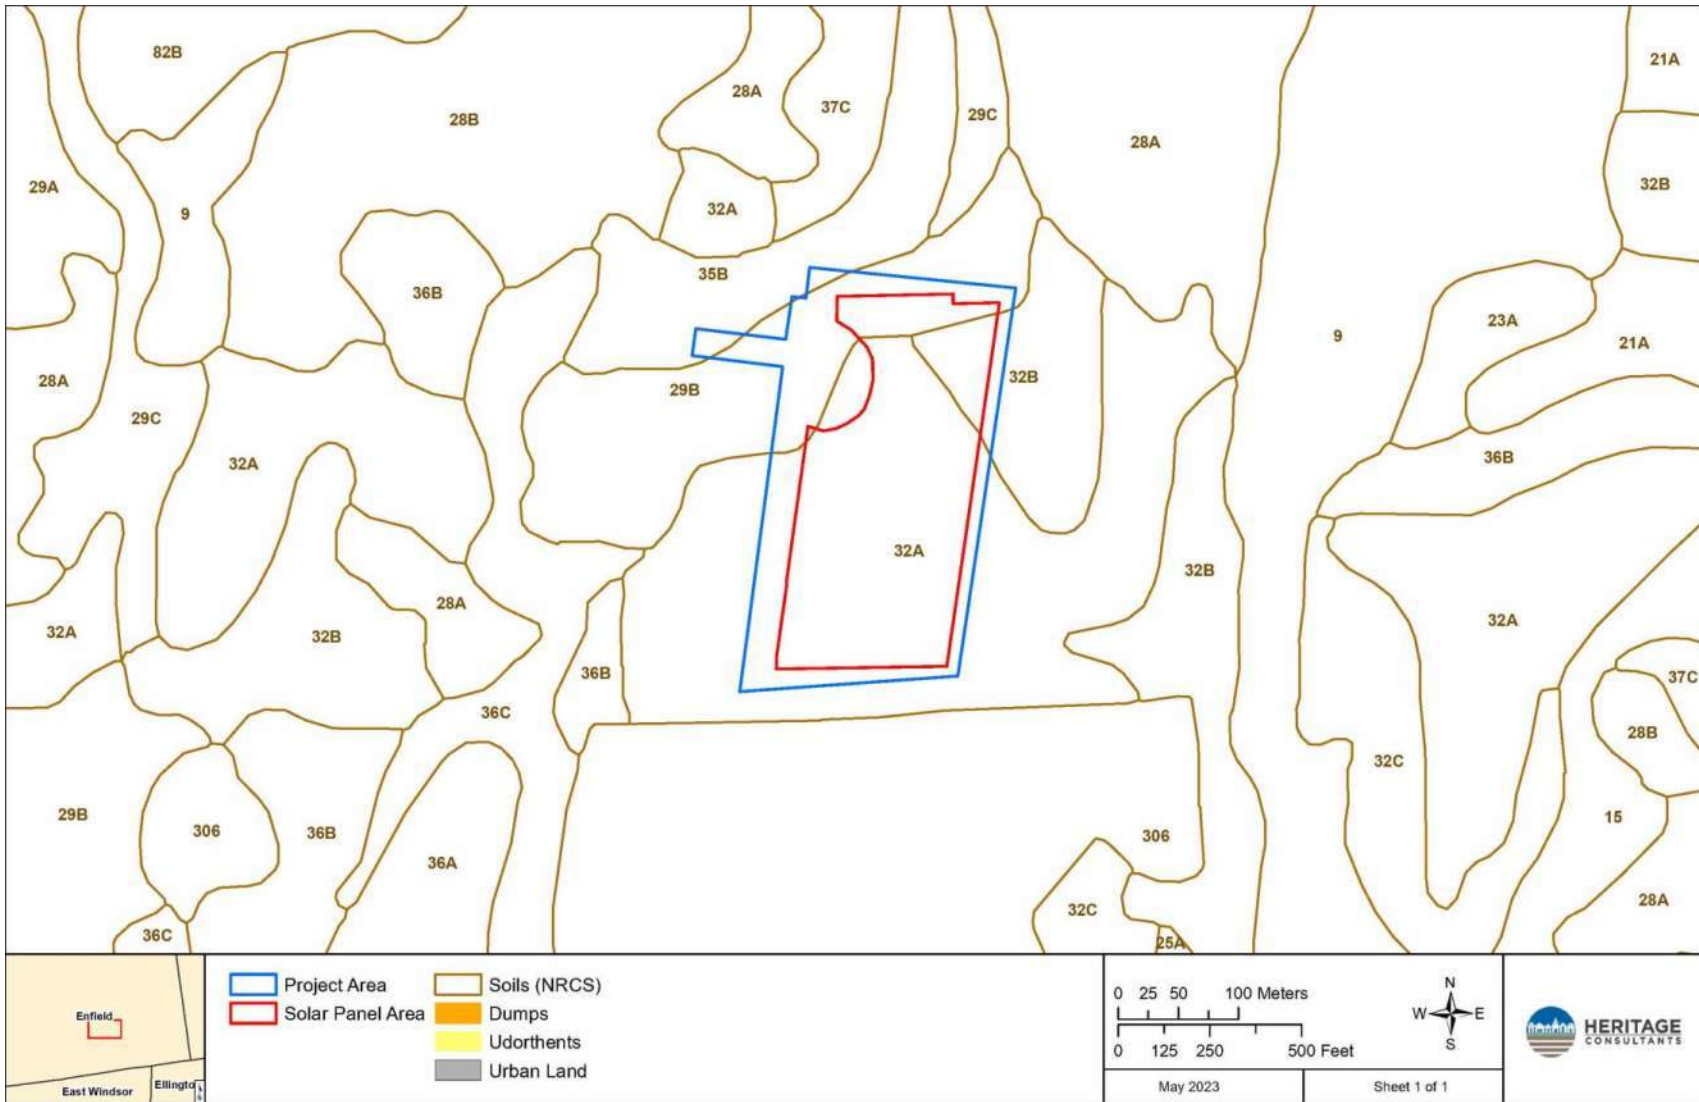 82B
21A
28A
37C
29C
28B
28A
29A
32B
9
32A
35B
36B
23A
9
21A
28A
29B
32B
29C
32A
36B
32A
28A
32B
32A
32A
32B
36B
37C
36C
28B
32C
29B
306
36B
15
306
36A
28A
32C
36C
25A
Enfield
East Windsor
Project Area
Solar Panel Area
Soils (NRCS)
Dumps
Udorthents
Urban Land
0 25 50 100 Meters
0 125 250 500 Feet
May 2023
Sheet 1 of 1
N
W E
S
HERITAGE
CONSULTANTS